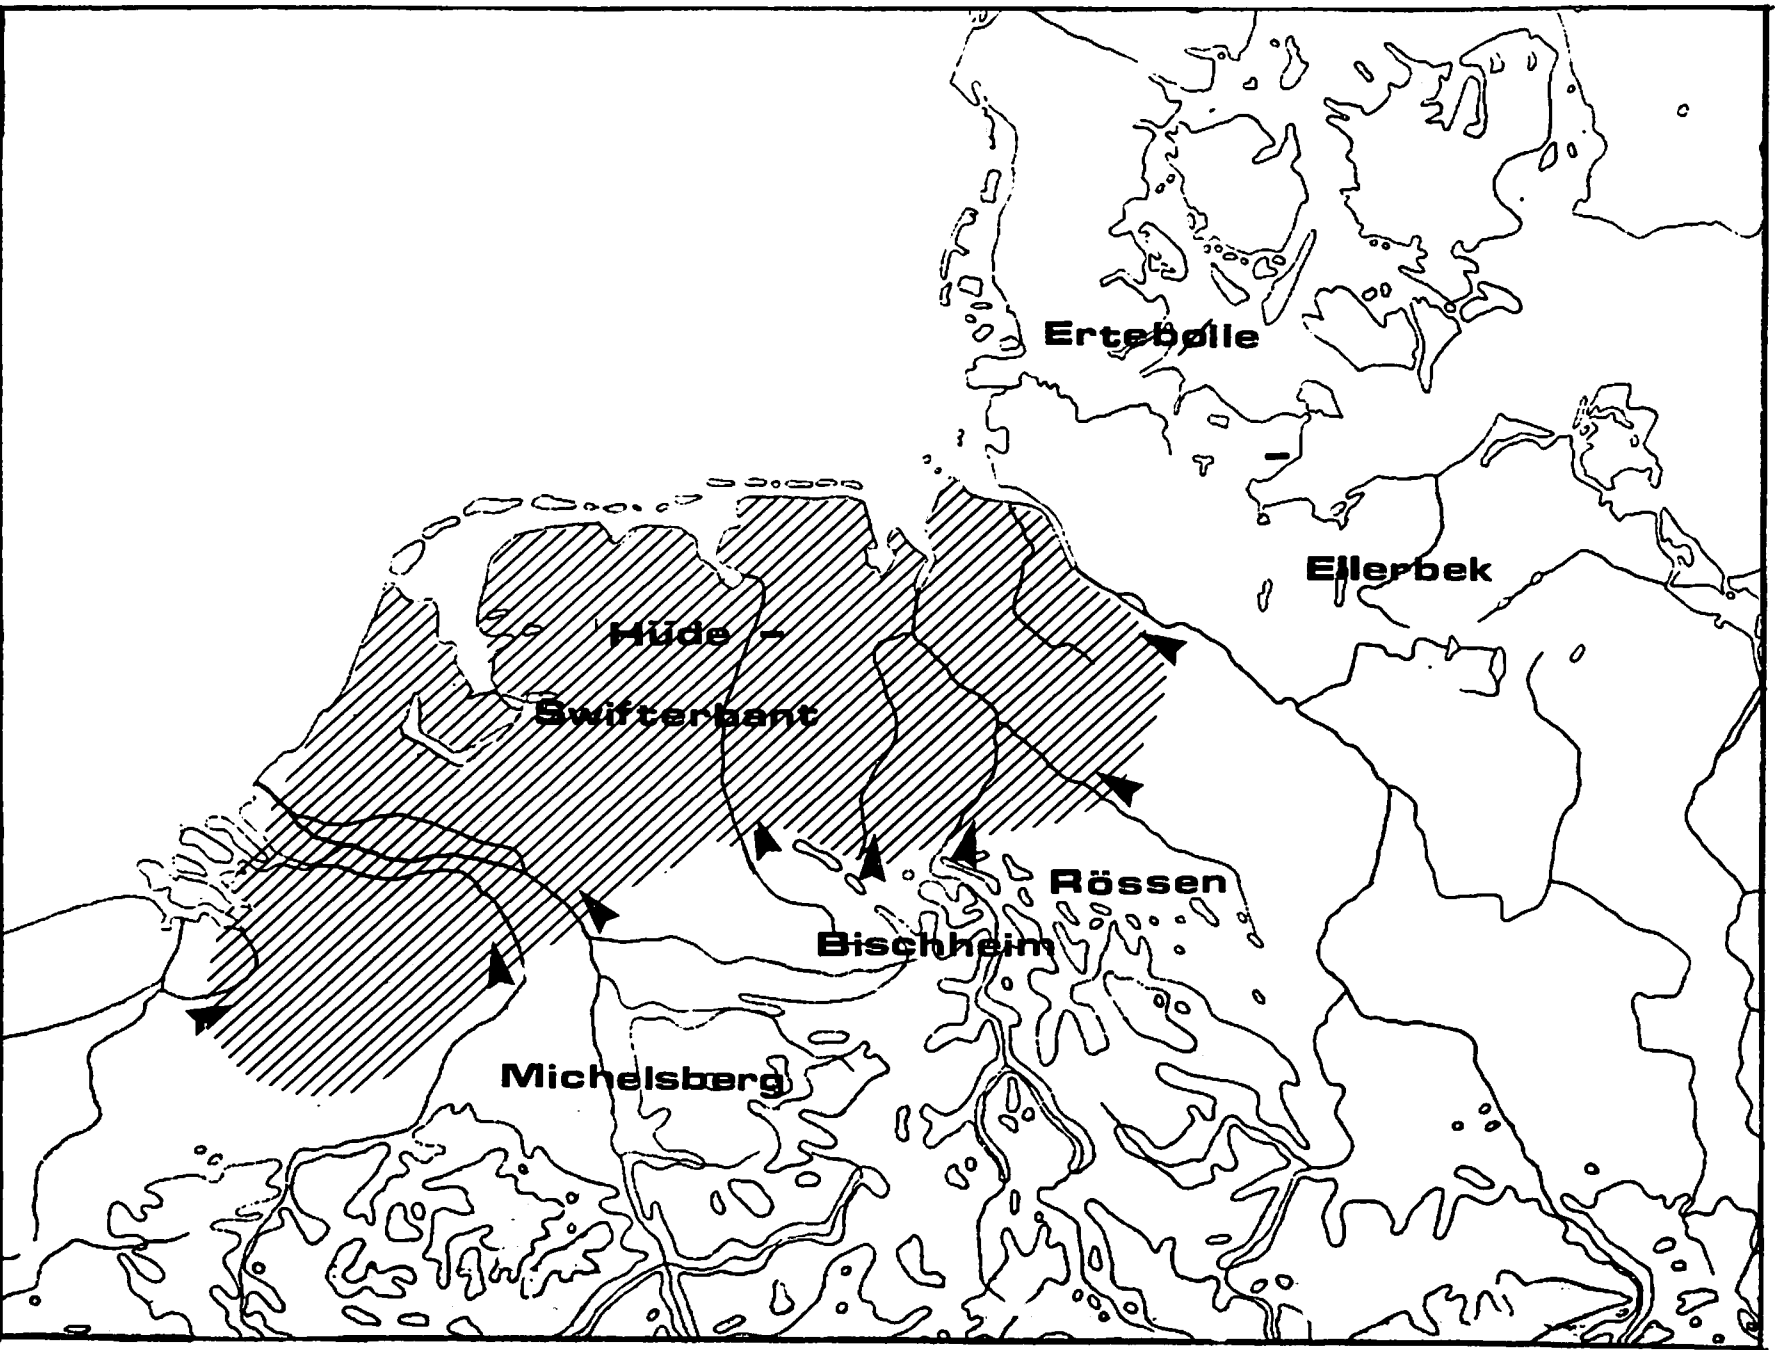 Ertebølle
-
Ellerbek
Hüde -
Swifterbant
Rössen
Bischheim
Michelsberg